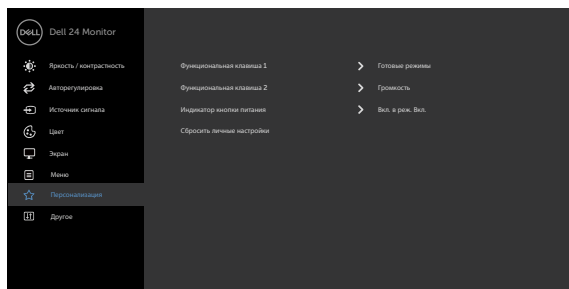 DELL Dell 24 Monitor
Яркость / контрастность
Функциональная клавиша 1 Готовые режимы
Авторегулировка
Функциональная клавиша 2 Громкость
Источник сигнала
Индикатор кнопки питания Вкл. в реж. Вкл.
Цвет
Сбросить личные настройки
Экран
Меню
Персонализация
Другое